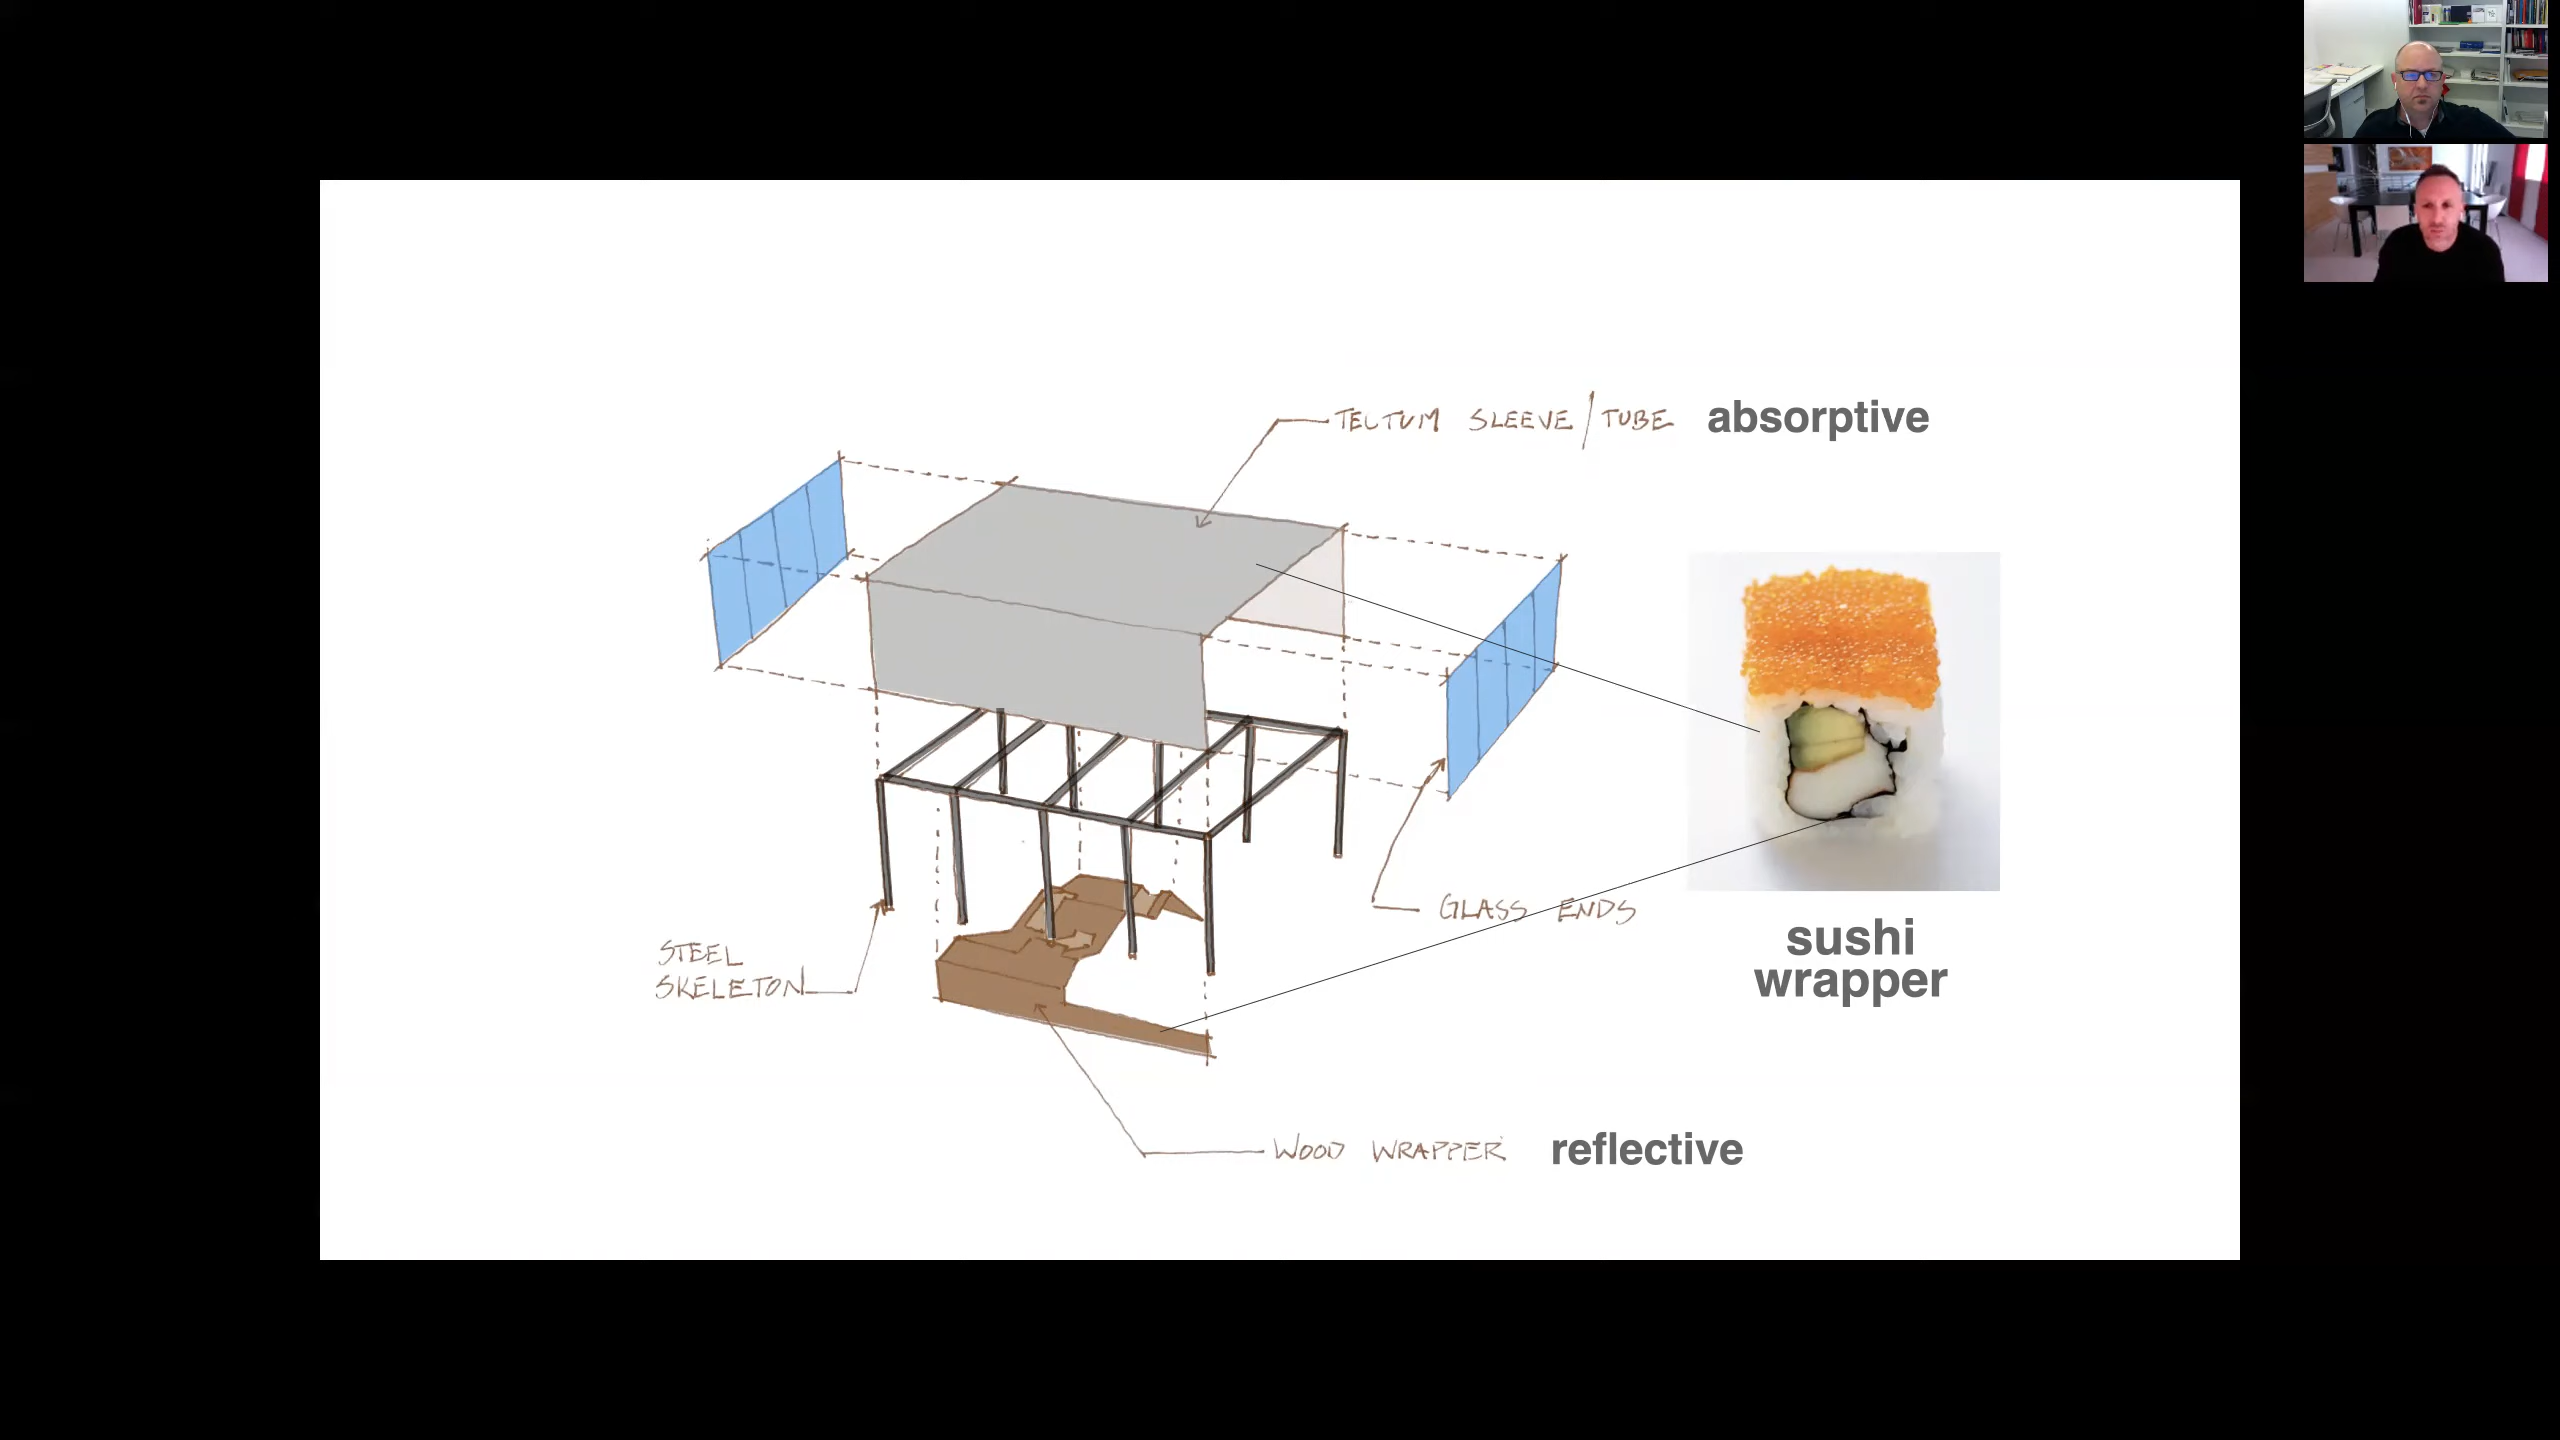 TECTUM SLEEVE/TUBE absorptive
GLASS ENDS
STEEL
SKELETON
sushi
wrapper
WOOD WRAPPER reflective